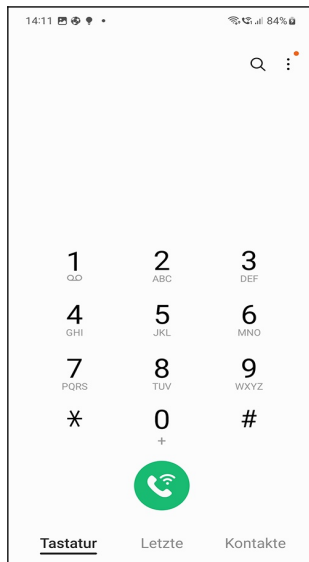 14:11 84%
1 2 3
ABC DEF
4 5 6
GHI JKL MNO
7 8 9
PQRS TUV WXYZ
* 0 #
+
Tastatur Letzte Kontakte